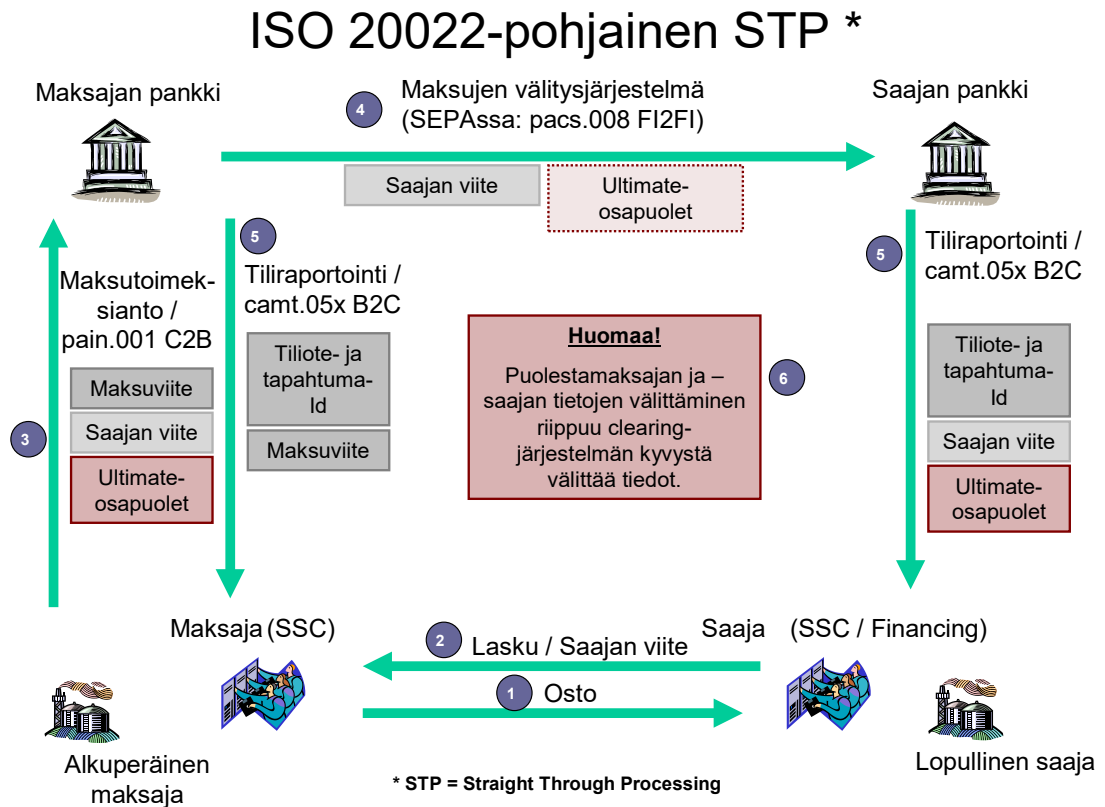 ISO 20022-pohjainen STP *
Maksajan pankki
4
Maksujen välitysjärjestelmä
(SEPAssa: pacs.008 FI2FI)
Saajan pankki
Saajan viite
Ultimate-
osapuolet
5
Tiliraportointi /
camt.05x B2C
5
Tiliraportointi /
camt.05x B2C
Maksutoimek-
sianto /
pain.001 C2B
Maksuviite
Saajan viite
Ultimate-
osapuolet
3
Tiliote- ja
tapahtuma-
Id
Maksuviite
Huomaa!
Puolestamaksajan ja –
saajan tietojen välittäminen
riippuu clearing-
järjestelmän kyvystä
välittää tiedot.
6
Tiliote- ja
tapahtuma-
Id
Saajan viite
Ultimate-
osapuolet
Maksaja (SSC)
2
Lasku / Saajan viite
Saaja (SSC / Financing)
1
Osto
Alkuperäinen
maksaja
Lopullinen saaja
* STP = Straight Through Processing